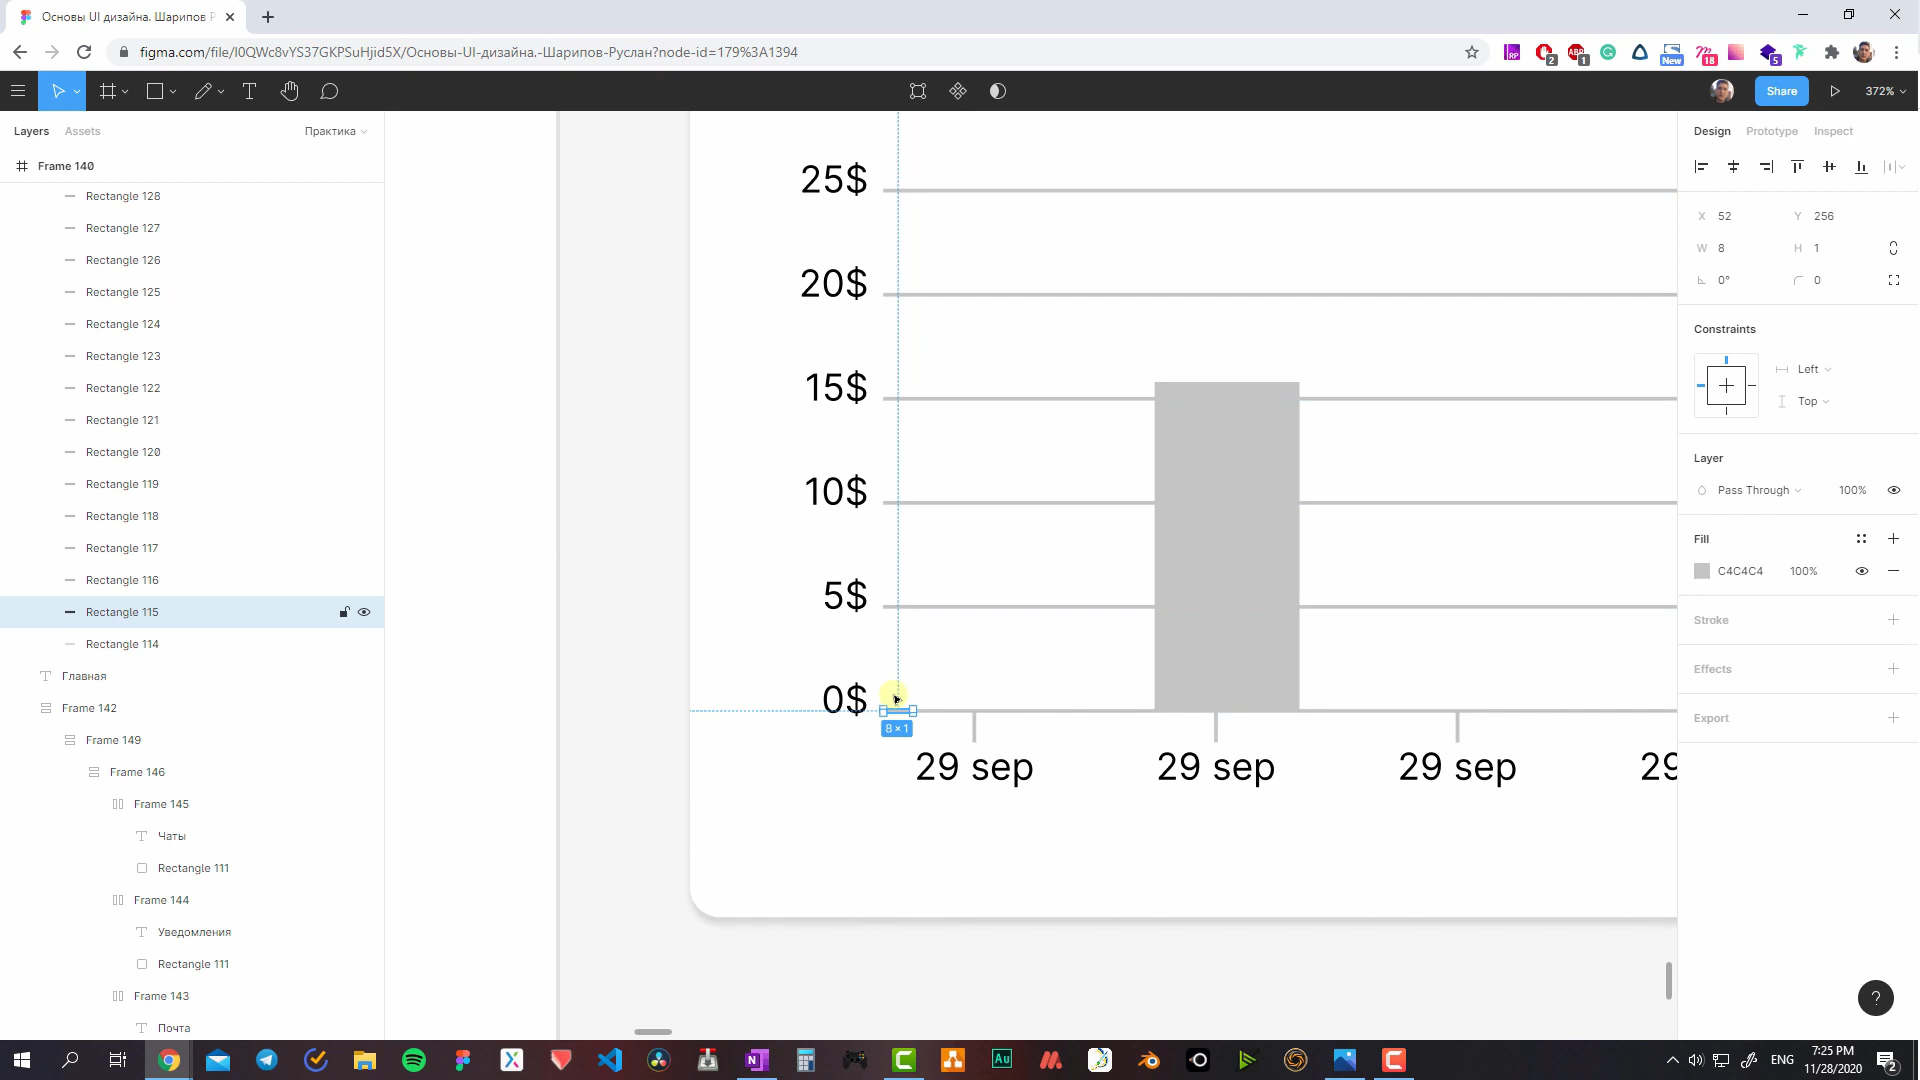 Основы UI дизайна. Шарипов Р
figma.com/file/I0QWc8vYS37GKPSuHjid5X/Основы-UI-дизайна.-Шарипов-Руслан?node-id=179%3A1394
2
1
New
18
5
Share
372%
Layers
Assets
Практика
Frame 140
Rectangle 128
Rectangle 127
Rectangle 126
Rectangle 125
Rectangle 124
Rectangle 123
Rectangle 122
Rectangle 121
Rectangle 120
Rectangle 119
Rectangle 118
Rectangle 117
Rectangle 116
Rectangle 115
Rectangle 114
Главная
Frame 142
Frame 149
Frame 146
Frame 145
Чаты
Rectangle 111
Frame 144
Уведомления
Rectangle 111
Frame 143
Почта
25$
20$
15$
10$
5$
0$
8 × 1
29 sep
29 sep
29 sep
29
Design
Prototype
Inspect
X 52
Y 256
W 8
H 1
0°
0
Constraints
Left
Top
Layer
Pass Through
100%
Fill
C4C4C4
100%
Stroke
Effects
Export
?
ENG
7:25 PM
11/28/2020
2